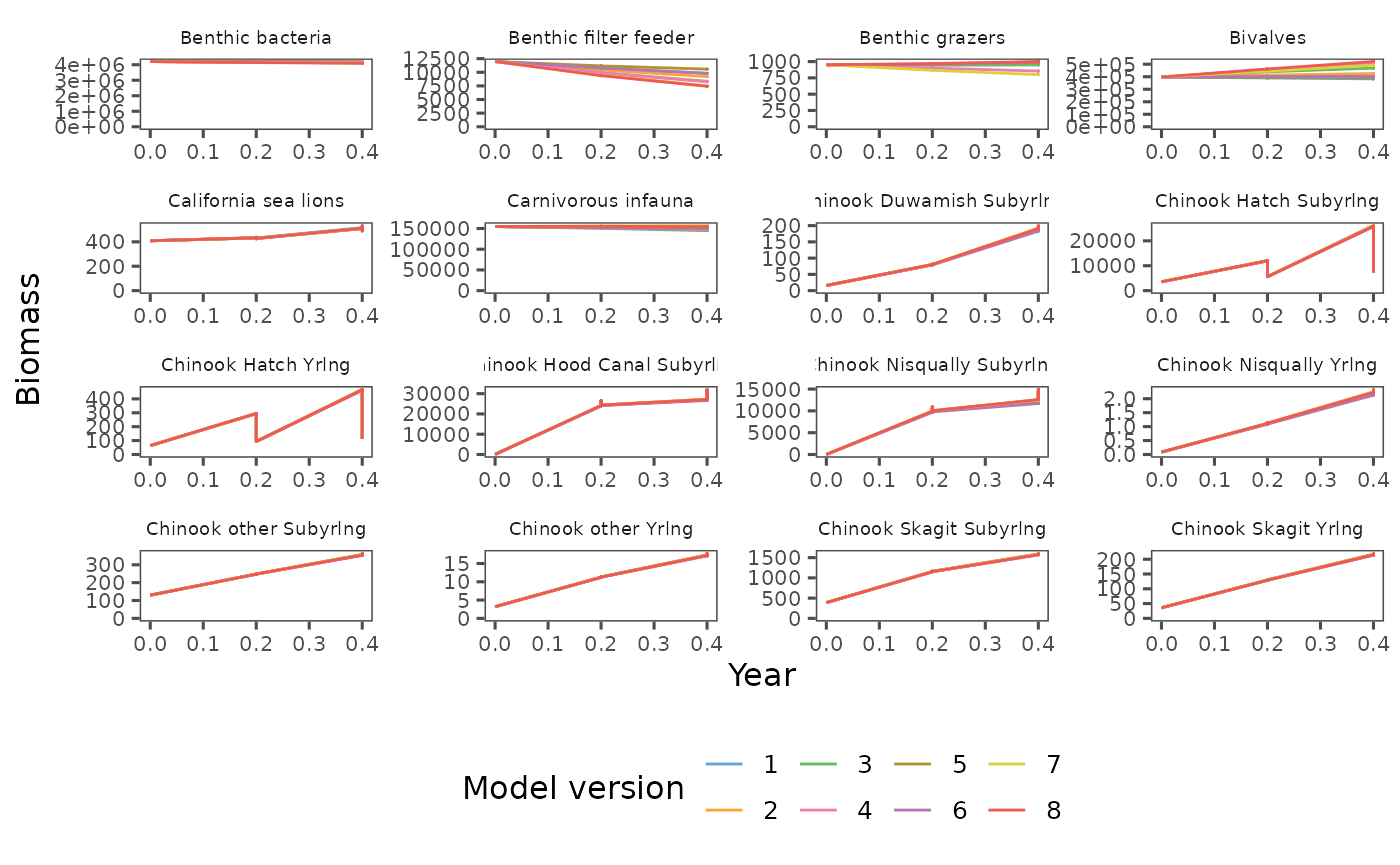 Benthic bacteria Benthic filter feeder Benthic grazers Bivalves
4e+06 3e+06 2e+06 1e+06 0e+00
12500 10000 7500 5000 2500 0
1000 750 500 250 0
5e+05 4e+05 3e+05 2e+05 1e+05 0e+00
0.0 0.1 0.2 0.3 0.4 0.0 0.1 0.2 0.3 0.4 0.0 0.1 0.2 0.3 0.4 0.0 0.1 0.2 0.3 0.4
California sea lions Carnivorous infauna hinook Duwamish Subyrlr Chinook Hatch Subyrlng
400 200 0
150000 100000 50000 0
200 150 100 50 0
20000 10000 0
0.0 0.1 0.2 0.3 0.4 0.0 0.1 0.2 0.3 0.4 0.0 0.1 0.2 0.3 0.4 0.0 0.1 0.2 0.3 0.4
Biomass
Chinook Hatch Yrlng inook Hood Canal Subyrl Chinook Nisqually Subyrln Chinook Nisqually Yrlng
400 300 200 100 0
30000 20000 10000 0
15000 10000 5000 0
2.0 1.5 1.0 0.5 0.0
0.0 0.1 0.2 0.3 0.4 0.0 0.1 0.2 0.3 0.4 0.0 0.1 0.2 0.3 0.4 0.0 0.1 0.2 0.3 0.4
Chinook other Subyrlng Chinook other Yrlng Chinook Skagit Subyrlng Chinook Skagit Yrlng
300 200 100 0
15 10 5 0
1500 1000 500 0
200 150 100 50 0
0.0 0.1 0.2 0.3 0.4 0.0 0.1 0.2 0.3 0.4 0.0 0.1 0.2 0.3 0.4 0.0 0.1 0.2 0.3 0.4
Year
Model version
1 3 5 7
2 4 6 8